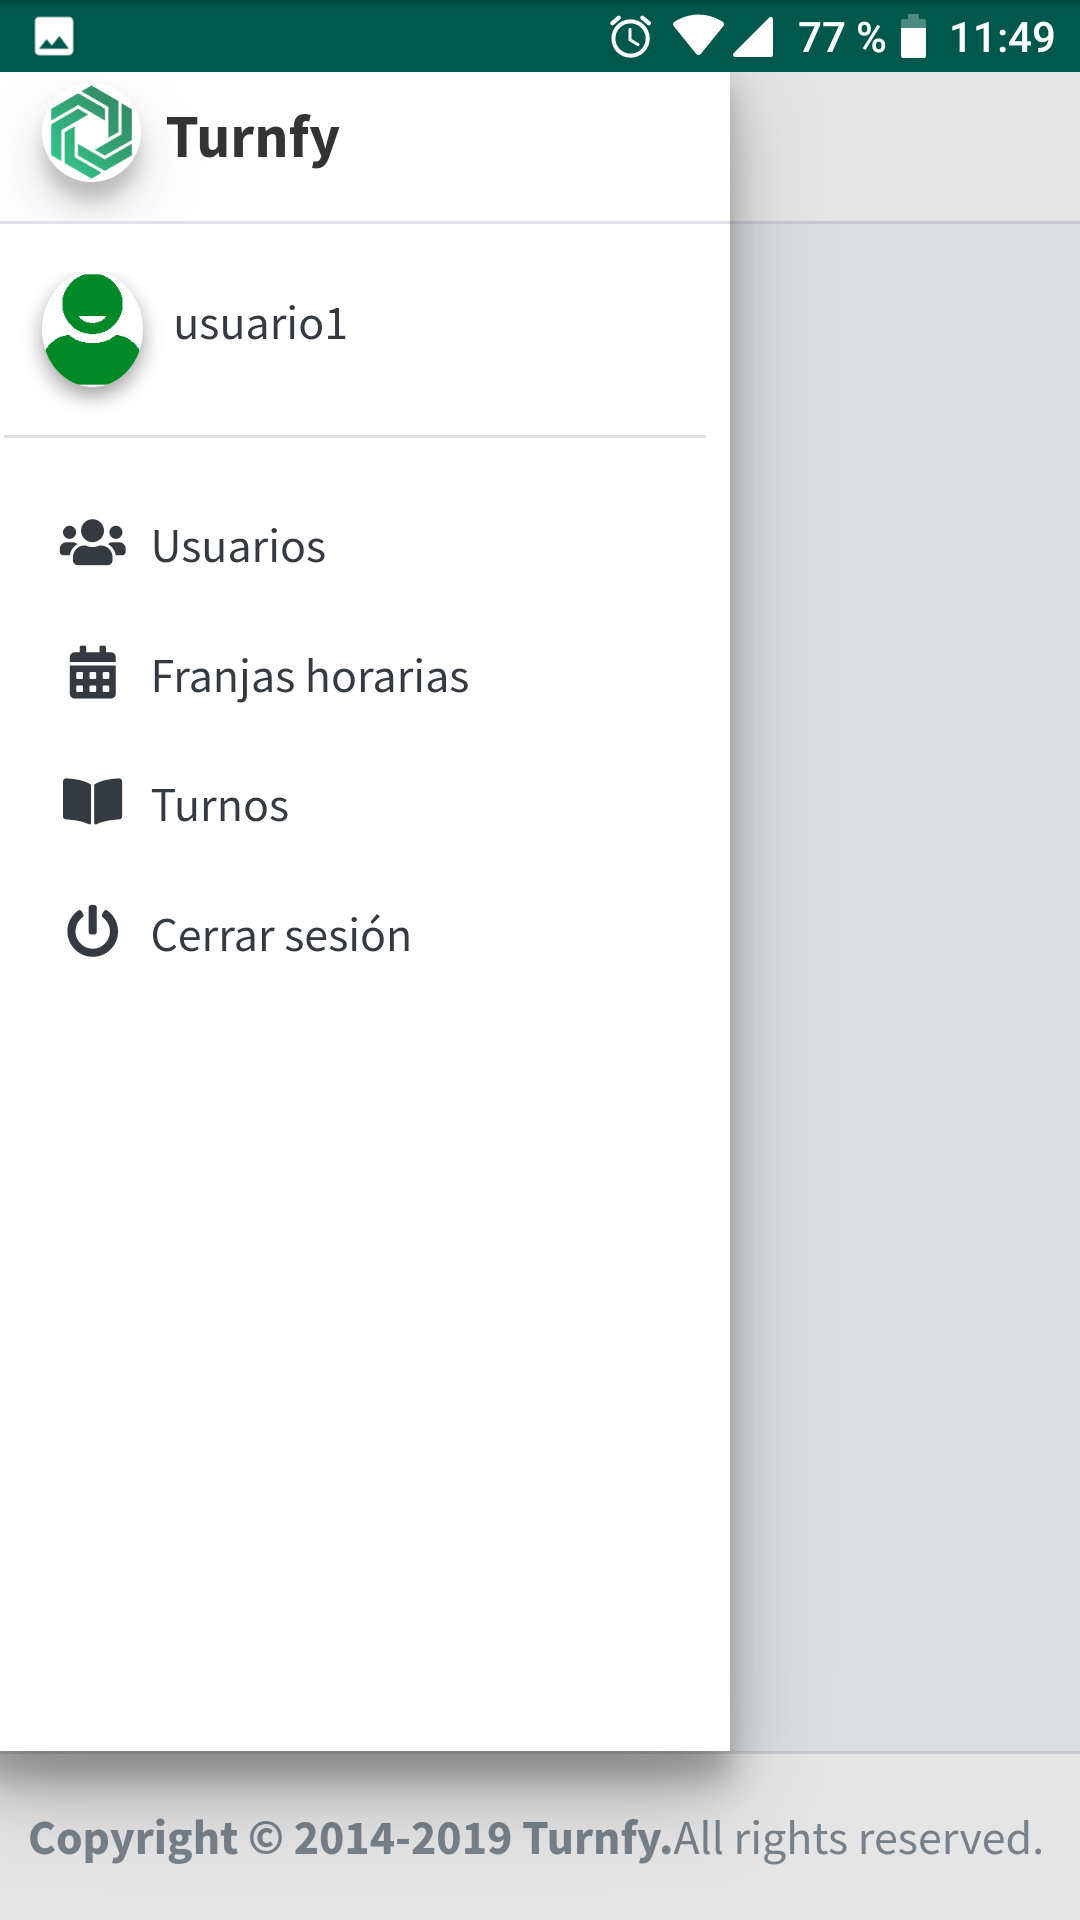 77 % 11:49
Turnfy
usuario1
Usuarios
Franjas horarias
Turnos
Cerrar sesión
Copyright © 2014-2019 Turnfy.All rights reserved.